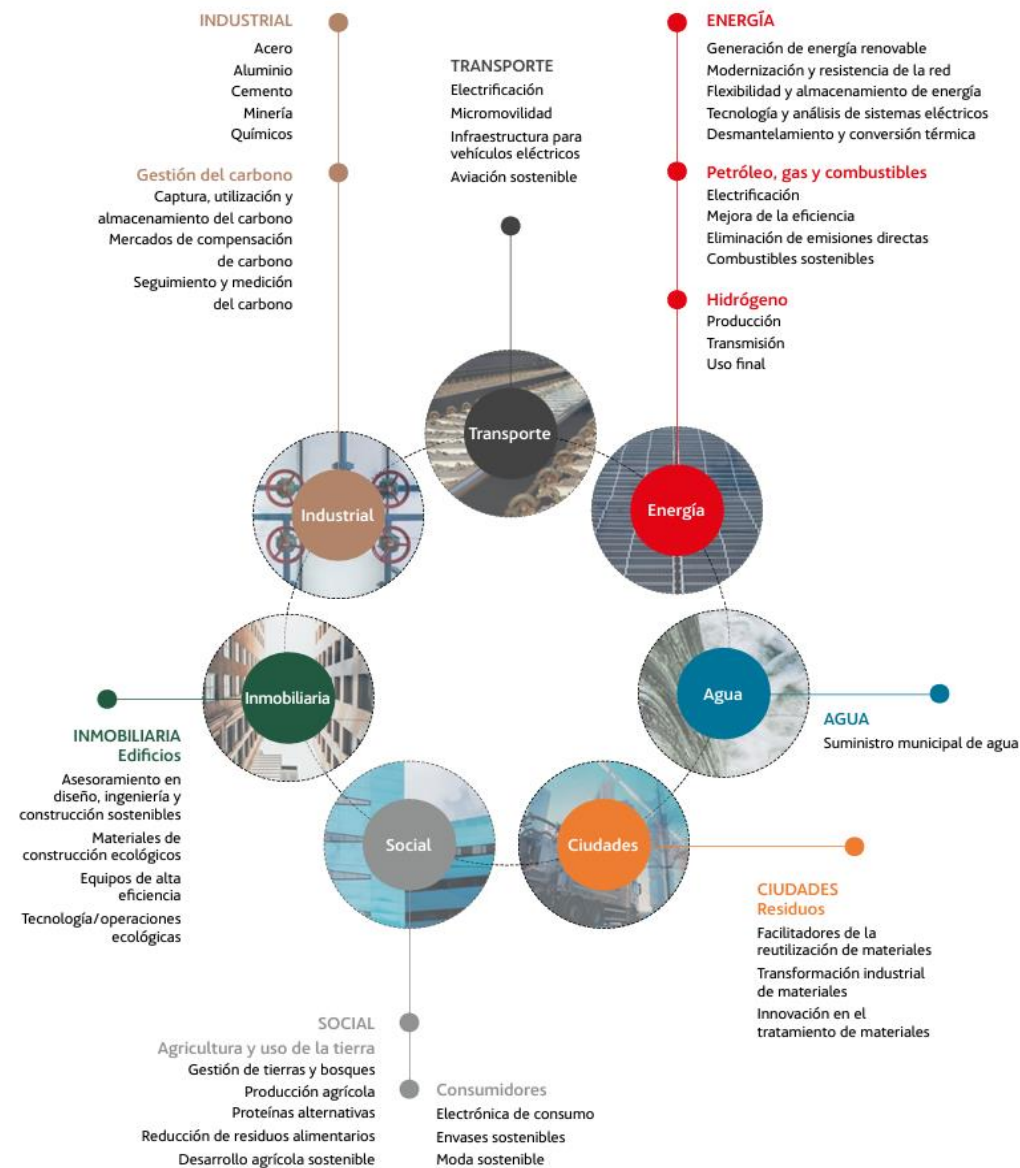 INDUSTRIAL
Acero
Aluminio
Cemento
Minería
Químicos
Gestión del carbono
Captura, utilización y
almacenamiento del carbono
Mercados de compensación
de carbono
Seguimiento y medición
del carbono
TRANSPORTE
Electrificación
Micromovilidad
Infraestructura para
vehículos eléctricos
Aviación sostenible
ENERGÍA
Generación de energía renovable
Modernización y resistencia de la red
Flexibilidad y almacenamiento de energía
Tecnología y análisis de sistemas eléctricos
Desmantelamiento y conversión térmica
Petróleo, gas y combustibles
Electrificación
Mejora de la eficiencia
Eliminación de emisiones directas
Combustibles sostenibles
Hidrógeno
Producción
Transmisión
Uso final
Transporte
Industrial
Energía
Inmobiliaria
Agua
Social
Ciudades
INMOBILIARIA
Edificios
Asesoramiento en
diseño, ingeniería y
construcción sostenibles
Materiales de
construcción ecológicos
Equipos de alta
eficiencia
Tecnología/operaciones
ecológicas
AGUA
Suministro municipal de agua
CIUDADES
Residuos
Facilitadores de la
reutilización de materiales
Transformación industrial
de materiales
Innovación en el
tratamiento de materiales
SOCIAL
Agricultura y uso de la tierra
Gestión de tierras y bosques
Producción agrícola
Proteínas alternativas
Reducción de residuos alimentarios
Desarrollo agrícola sostenible
Consumidores
Electrónica de consumo
Envases sostenibles
Moda sostenible